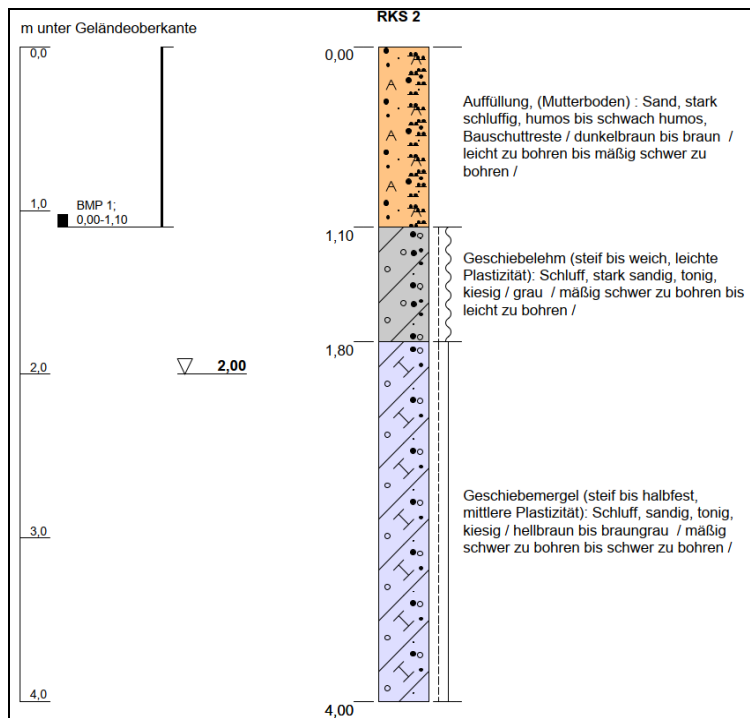 RKS 2
m unter Geländeoberkante
0,0
1,0
2,0
3,0
4,0
BMP 1;
0,00-1,10
2,00
0,00
1,10
1,80
4,00
Auffüllung, (Mutterboden) : Sand, stark
schluffig, humos bis schwach humos,
Bauschuttreste / dunkelbraun bis braun  /
leicht zu bohren bis mäßig schwer zu
bohren /
Geschiebelehm (steif bis weich, leichte
Plastizität): Schluff, stark sandig, tonig,
kiesig / grau  / mäßig schwer zu bohren bis
leicht zu bohren /
Geschiebemergel (steif bis halbfest,
mittlere Plastizität): Schluff, sandig, tonig,
kiesig / hellbraun bis braungrau  / mäßig
schwer zu bohren bis schwer zu bohren /